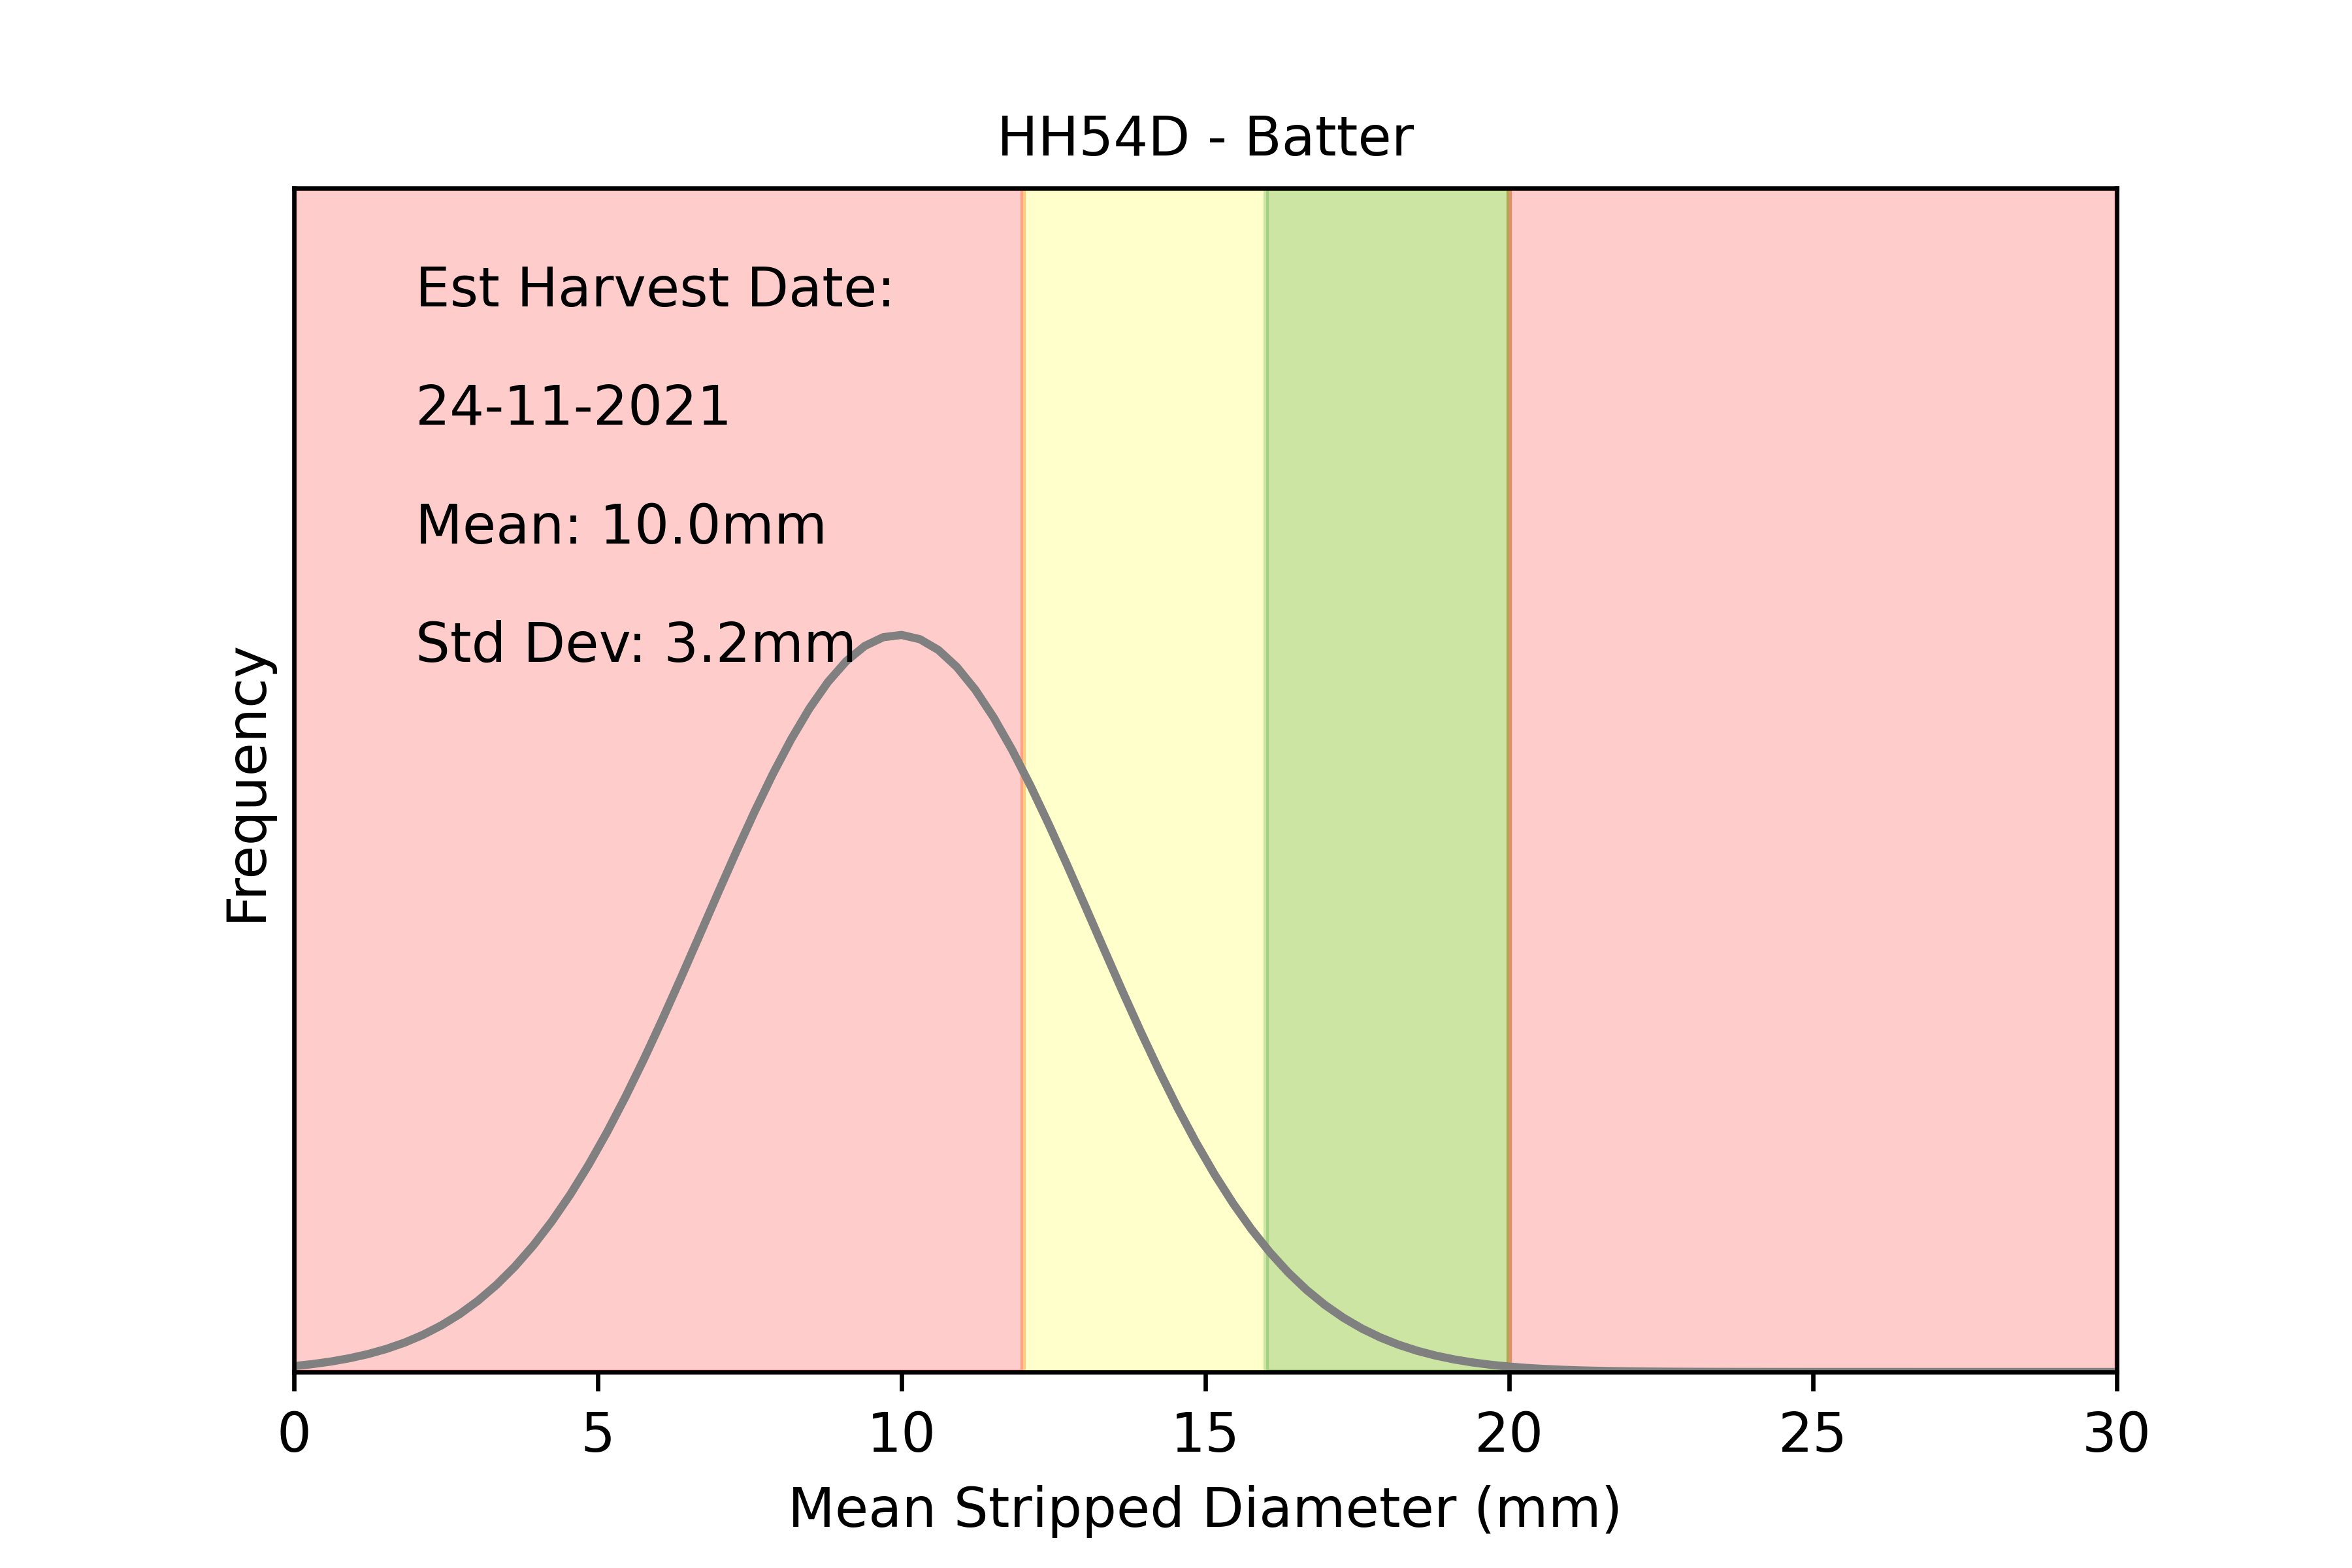 HH54D - Batter
Est Harvest Date:
24-11-2021
Mean: 10.0mm
Std Dev: 3.2mm
Frequency
0 5 10 15 20 25 30
Mean Stripped Diameter (mm)